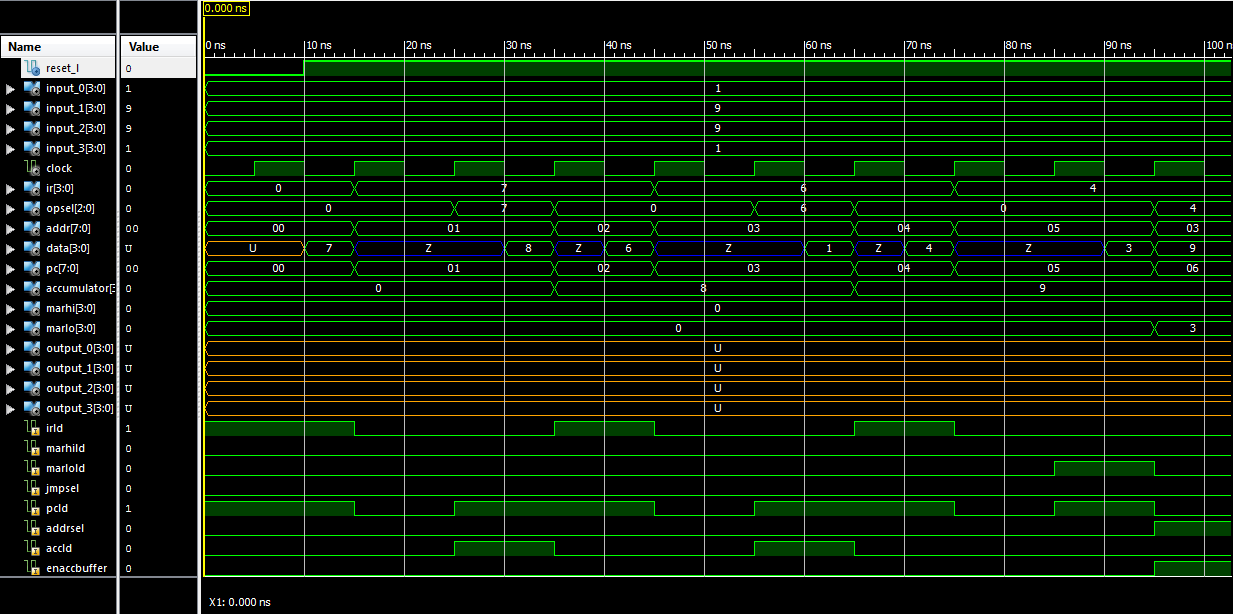 0.000 ns
Name Value 0 ns 10 ns 20 ns 30 ns 40 ns 50 ns 60 ns 70 ns 80 ns 90 ns 100 n
reset_l 0
input_0[3:0] 1 1
input_1[3:0] 9 9
input_2[3:0] 9 9
input_3[3:0] 1 1
clock 0
ir[3:0] 0 0 7 6 4
opsel[2:0] 0 0 7 0 6 0 4
addr[7:0] 00 00 01 02 03 04 05 03
data[3:0] U U 7 Z 8 Z 6 Z 1 Z 4 Z 3 9
pc[7:0] 00 00 01 02 03 04 05 06
accumulator[3 0 0 8 9
marhi[3:0] 0 0
marlo[3:0] 0 0 3
output_0[3:0] U U
output_1[3:0] U U
output_2[3:0] U U
output_3[3:0] U U
irld 1
marhild 0
marlold 0
jmpsel 0
pcld 1
addrsel 0
accld 0
enaccbuffer 0
X1: 0.000 ns